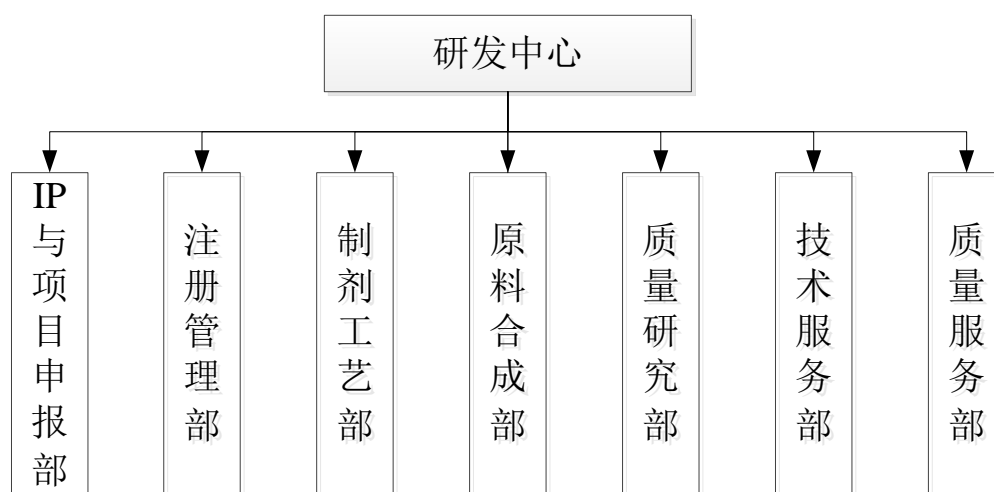 研发中心
IP与项目申报部
注册管理部
制剂工艺部
原料合成部
质量研究部
技术服务部
质量服务部